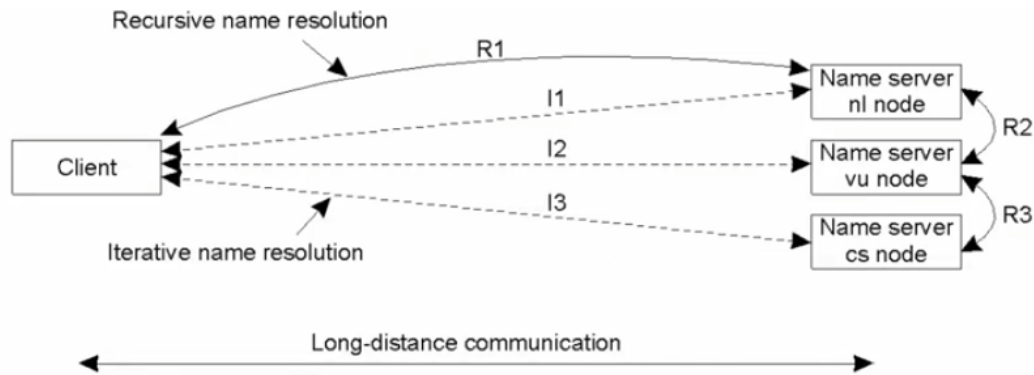 Recursive name resolution
R1
Name server
nl node
I1
R2
I2
Client
Name server
vu node
I3
R3
Name server
cs node
Iterative name resolution
Long-distance communication